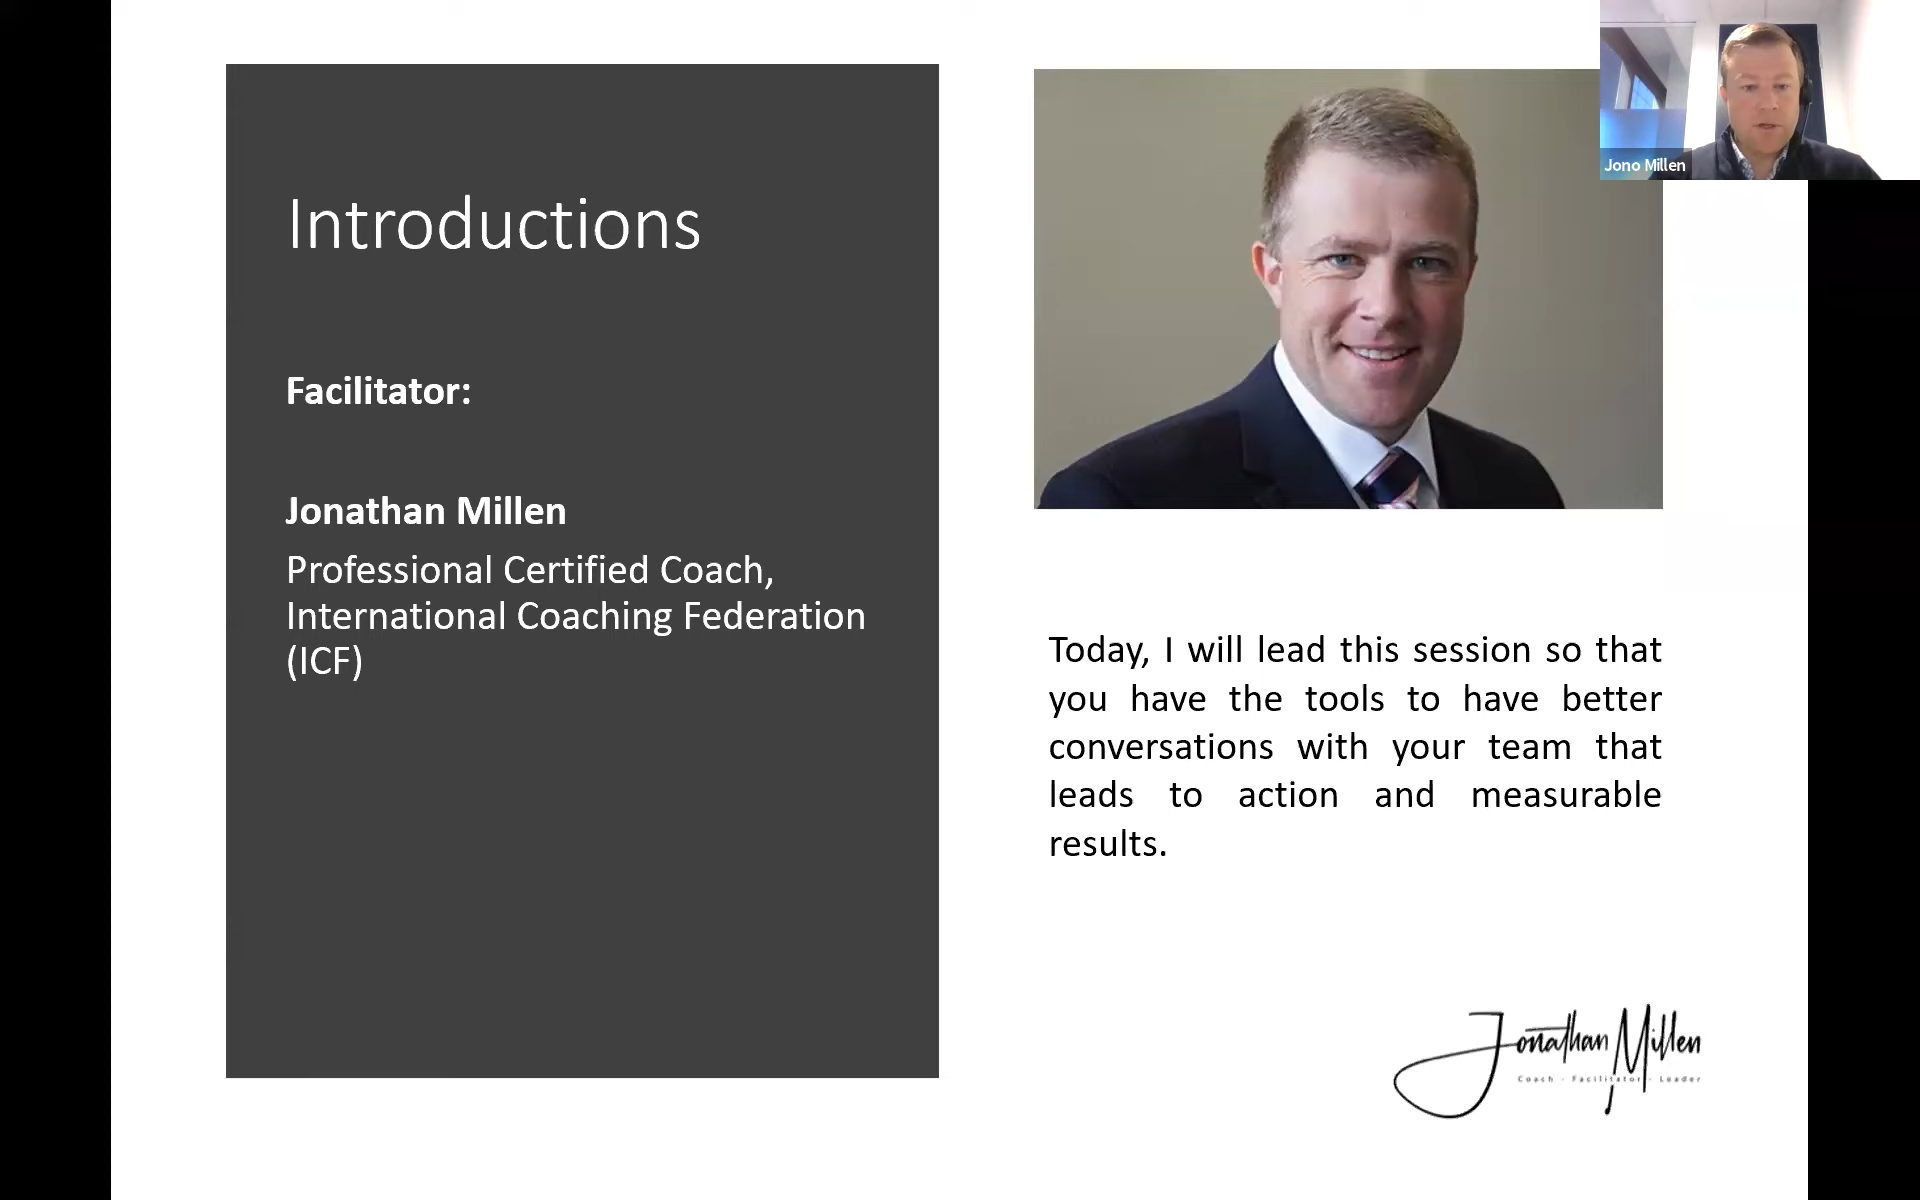 Introductions
Facilitator:
Jonathan Millen
Professional Certified Coach,
International Coaching Federation
(ICF)
Jono Millen
Today, I will lead this session so that
you have the tools to have better
conversations with your team that
leads to action and measurable
results.
Jonathan Millen
Coach - Facilitator - Leader